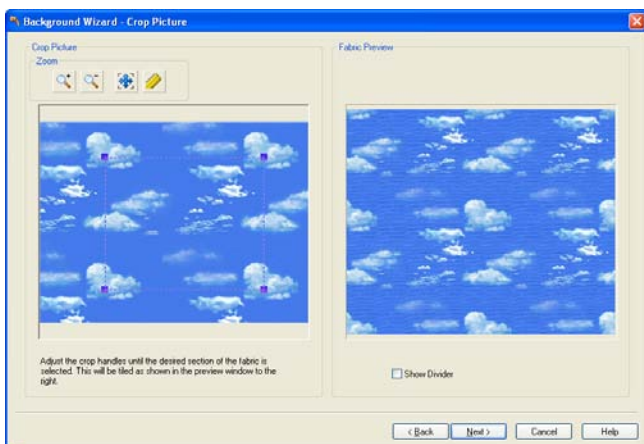 Background Wizard - Crop Picture
Crop Picture
Zoom
Fabric Preview
Adjust the crop handles until the desired section of the fabric is
selected. This will be tiled as shown in the preview window to the
right.
Show Divider
< Back
Next >
Cancel
Help